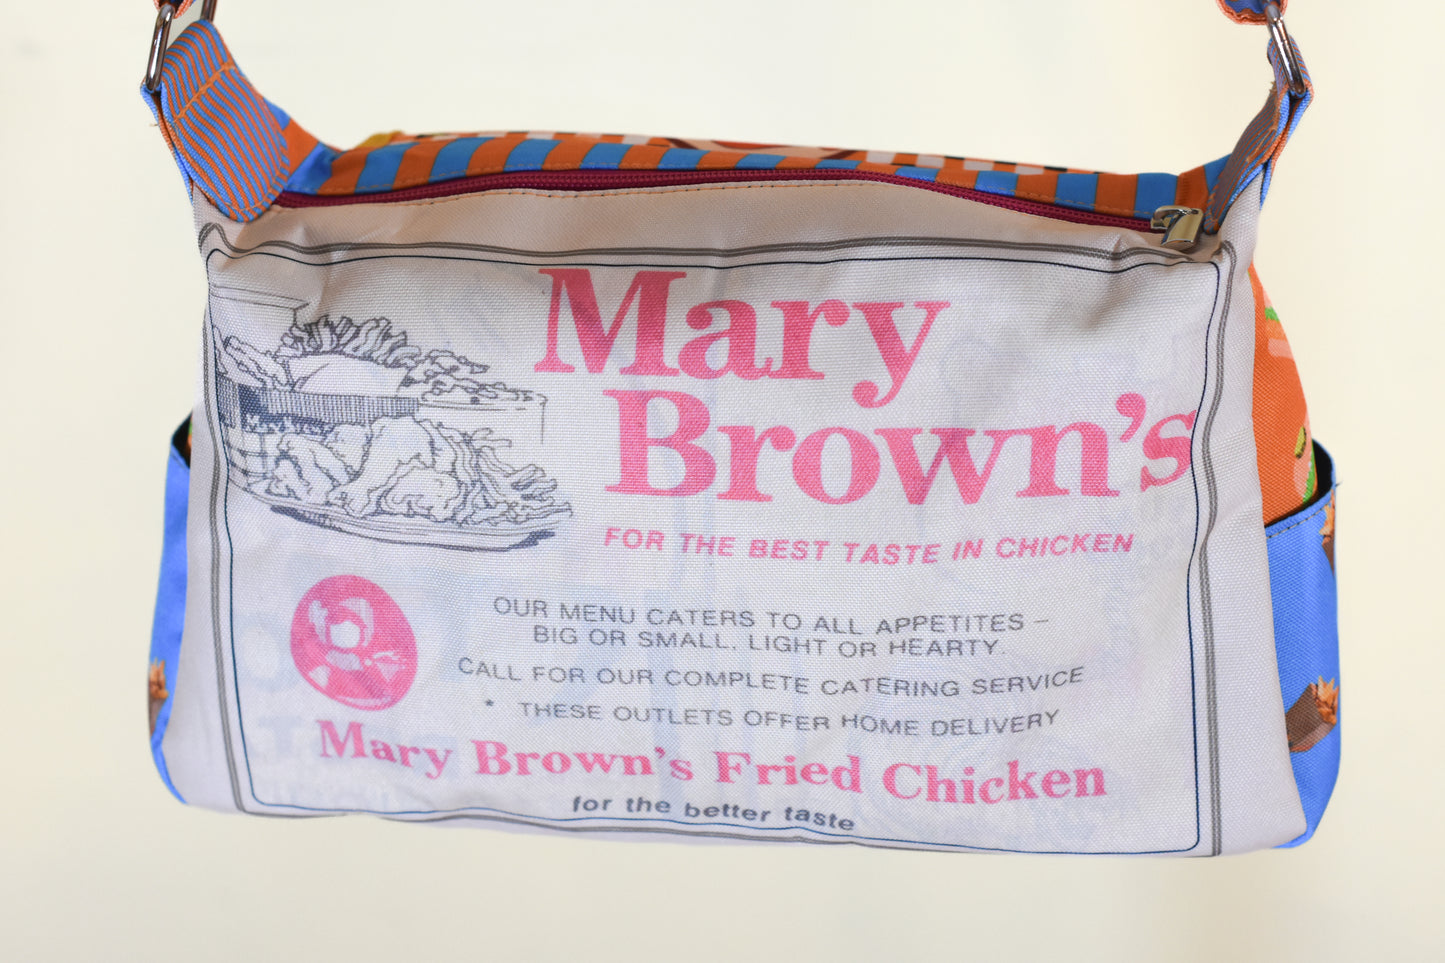 Mary
Brown's
FOR THE BEST TASTE IN CHICKEN
OUR MENU CATERS TO ALL APPETITES –
BIG OR SMALL, LIGHT OR HEARTY.
CALL FOR OUR COMPLETE CATERING SERVICE
* THESE OUTLETS OFFER HOME DELIVERY
Mary Brown's Fried Chicken
for the better taste